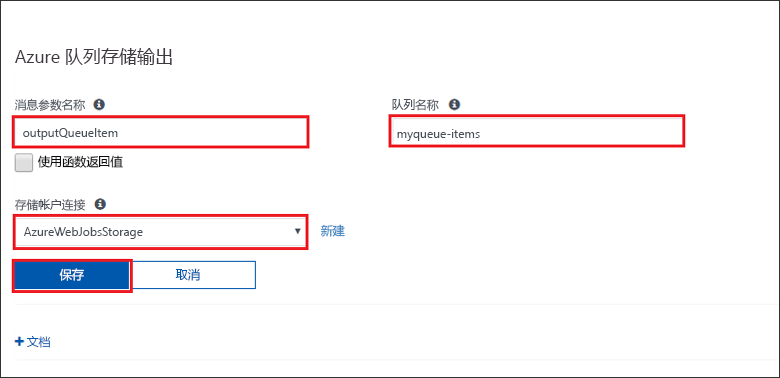 Azure 队列存储输出
消息参数名称
队列名称
outputQueueItem
myqueue-items
使用函数返回值
存储帐户连接
AzureWebJobsStorage
新建
保存
取消
+ 文档